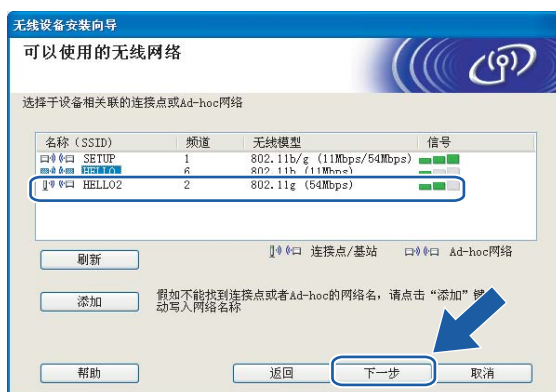 无线设备安装向导
可以使用的无线网络
选择于设备相关联的连接点或Ad-hoc网络
名称 (SSID) 频道 无线模型 信号
SETUP 1 802.11b/g (11Mbps/54Mbps)
HELLO 6 802.11b (11Mbps)
HELLO2 2 802.11g (54Mbps)
刷新 连接点/基站 Ad-hoc网络
添加 假如不能找到连接点或者Ad-hoc的网络名，请点击“添加”键
动写入网络名称
帮助 返回 下一步 取消